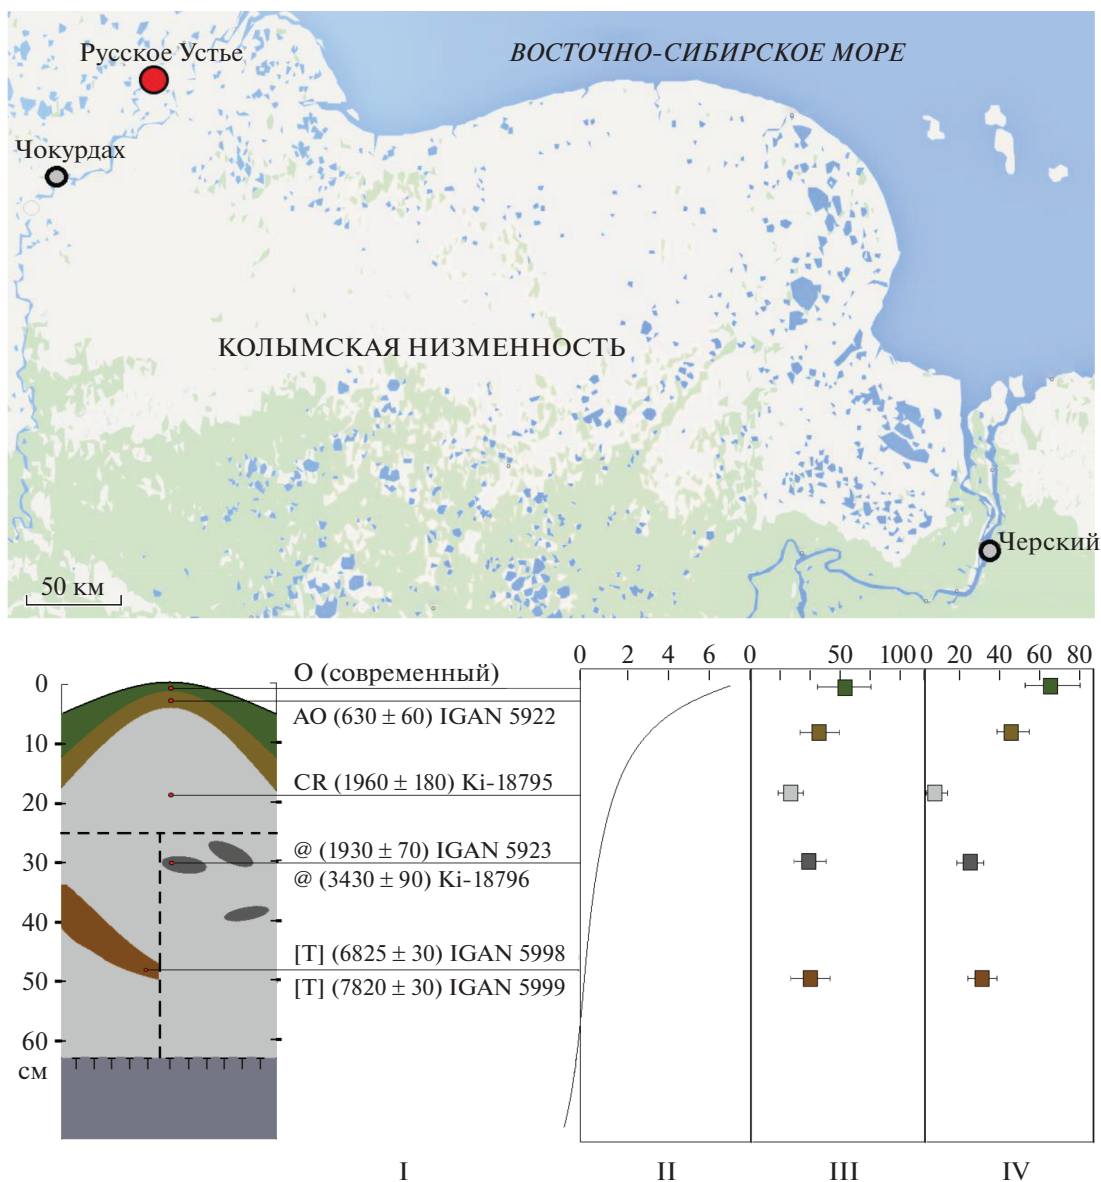 Русское Устье
ВОСТОЧНО-СИБИРСКОЕ МОРЕ
Чокурдах
КОЛЫМСКАЯ НИЗМЕННОСТЬ
Черский
50 км
0 2 4 6 0 50 100 0 20 40 60 80
О (современный)
АО (630 ± 60) IGAN 5922
CR (1960 ± 180) Ki-18795
@ (1930 ± 70) IGAN 5923
@ (3430 ± 90) Ki-18796
[T] (6825 ± 30) IGAN 5998
[T] (7820 ± 30) IGAN 5999
0
10
20
30
40
50
60
см
I II III IV